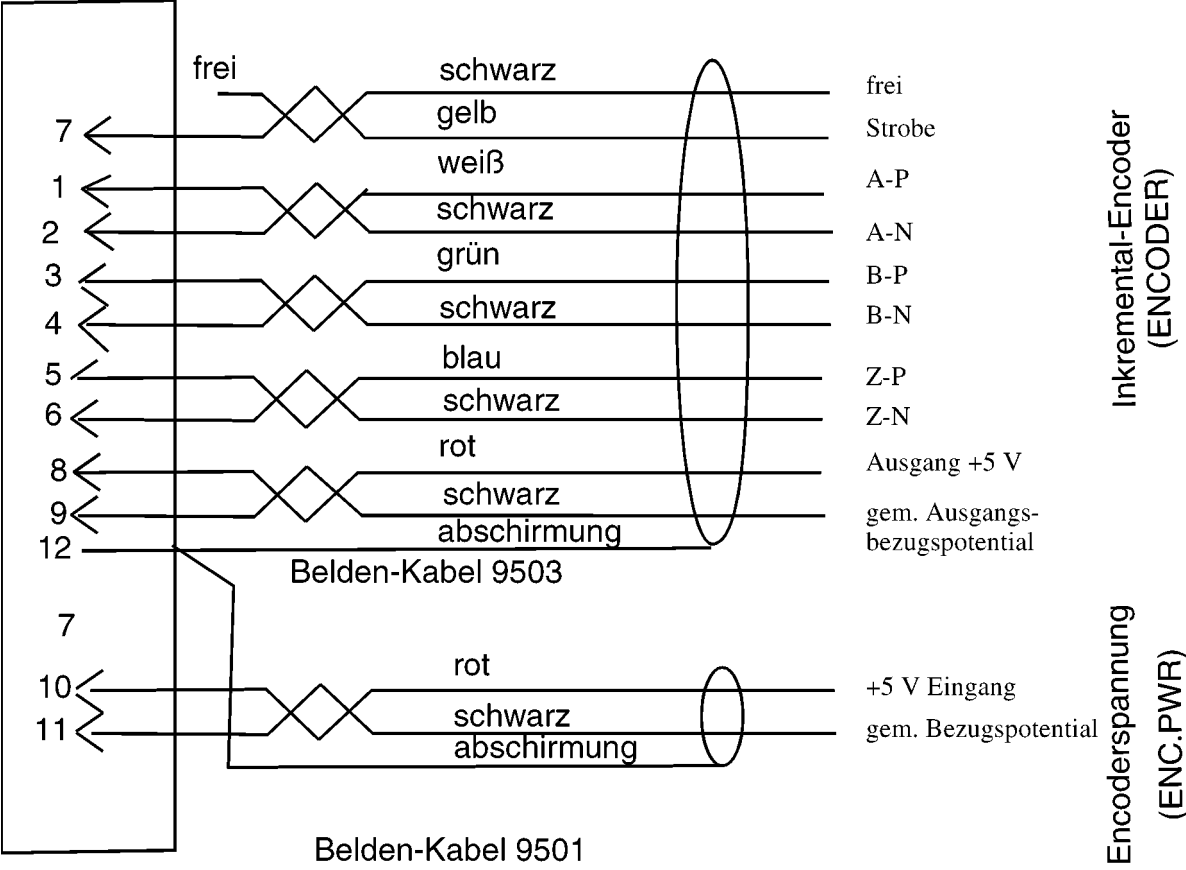 frei schwarz frei
7 gelb Strobe
1 weiß A-P
2 schwarz A-N
3 grün B-P
4 schwarz B-N
5 blau Z-P
6 schwarz Z-N
8 rot Ausgang +5 V
9 schwarz gem. Ausgangs-
12 abschirmung bezugspotential
Belden-Kabel 9503
Inkremental-Encoder
(ENCODER)
7
10 rot +5 V Eingang
11 schwarz gem. Bezugspotential
abschirmung
Encoderspannung
(ENC.PWR)
Belden-Kabel 9501